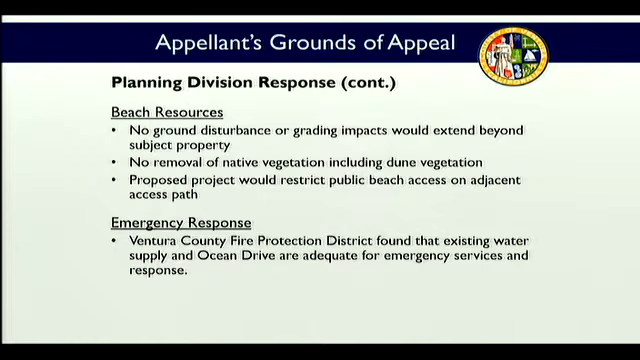 Appellant's Grounds of Appeal
Planning Division Response (cont.)
Beach Resources
• No ground disturbance or grading impacts would extend beyond
subject property
• No removal of native vegetation including dune vegetation
• Proposed project would restrict public beach access on adjacent
access path
Emergency Response
• Ventura County Fire Protection District found that existing water
supply and Ocean Drive are adequate for emergency services and
response.